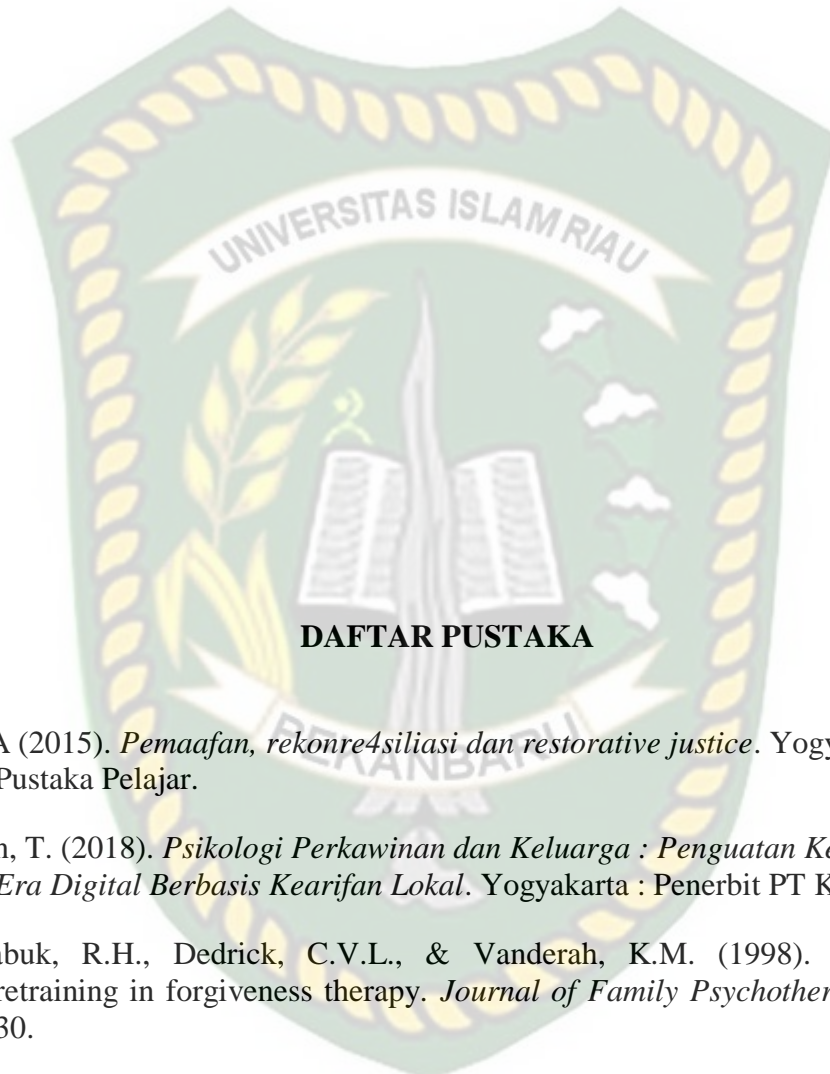 UNIVERSITAS ISLAM RIAU
DAFTAR PUSTAKA
PEKANBARU
A (2015). Pemaafan, rekonre4siliasi dan restorative justice. Yogy
Pustaka Pelajar.
n, T. (2018). Psikologi Perkawinan dan Keluarga : Penguatan Ke
Era Digital Berbasis Kearifan Lokal. Yogyakarta : Penerbit PT K
abuk, R.H., Dedrick, C.V.L., & Vanderah, K.M. (1998).
retraining in forgiveness therapy. Journal of Family Psychother
30.